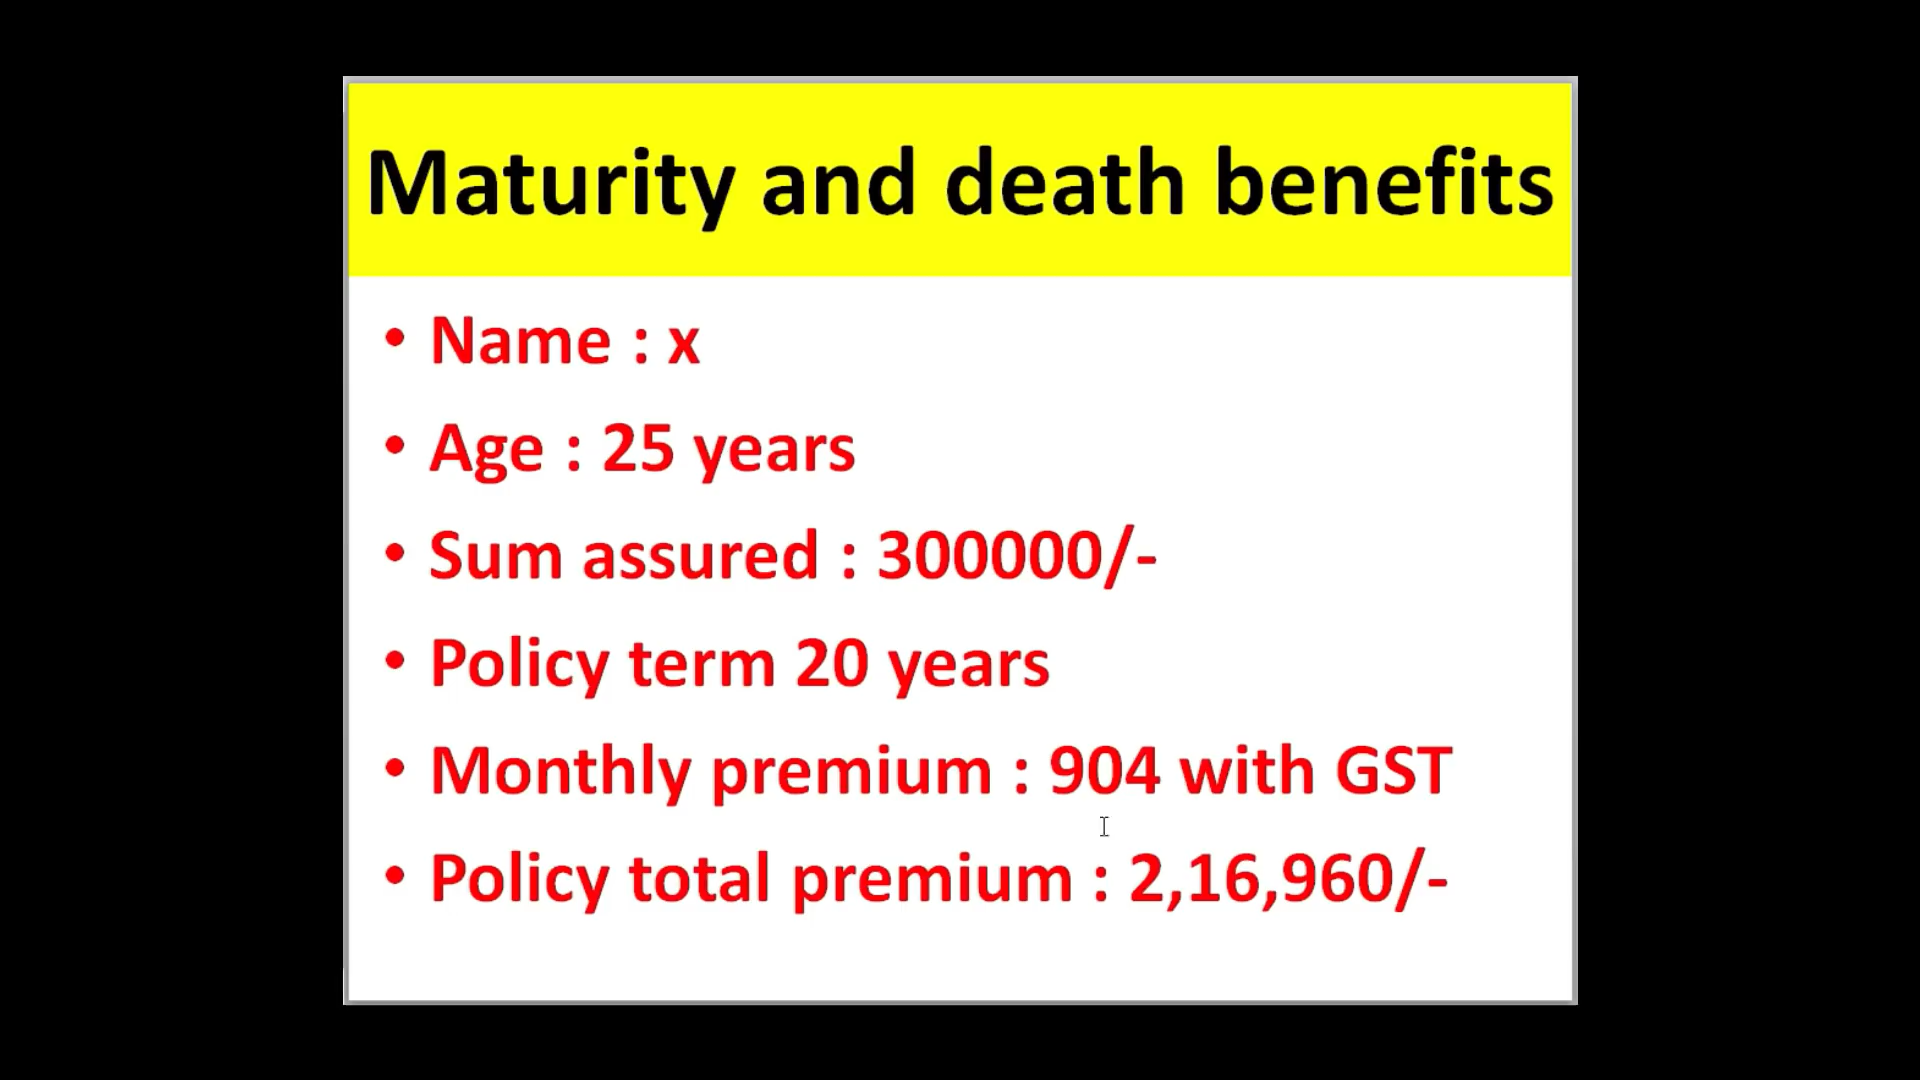 Maturity and death benefits
• Name : x
• Age : 25 years
• Sum assured : 300000/-
• Policy term 20 years
• Monthly premium : 904 with GST
• Policy total premium : 2,16,960/-